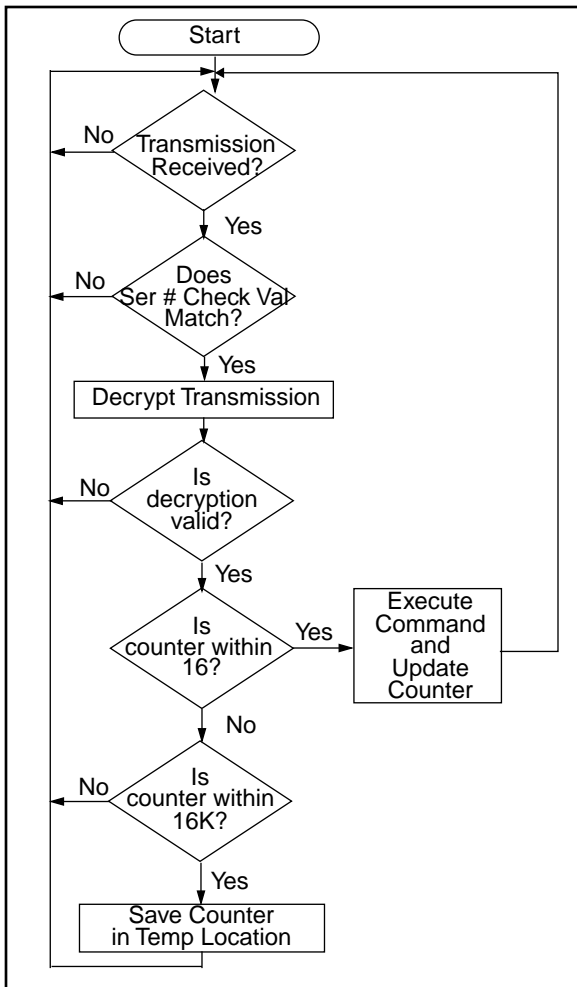 Start
No
Transmission
Received?
Yes
No
Does
Ser # Check Val
Match?
Yes
Decrypt Transmission
No
Is
decryption
valid?
Yes
Is
counter within
16?
Yes
Execute
Command
and
Update
Counter
No
No
Is
counter within
16K?
Yes
Save Counter
in Temp Location